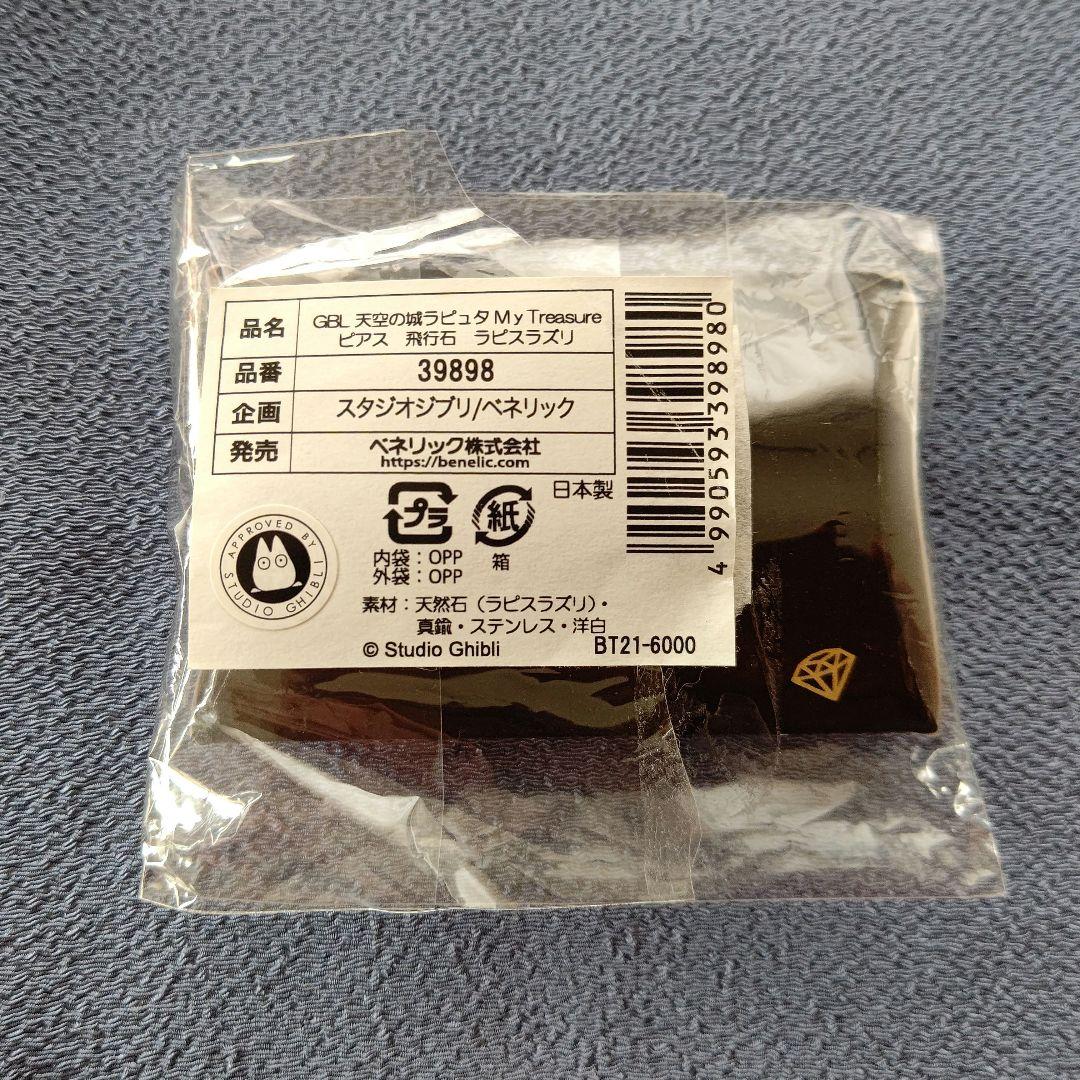 品名 GBL 天空の城ラピュタ My Treasure
ピアス 飛行石 ラピスラズリ
品番 39898
企画 スタジオジブリ/ベネリック
発売 ベネリック株式会社
https://benelic.com
4990593398980
日本製
プラ 紙
内袋：OPP 箱
外袋：OPP
APPROVED BY
STUDIO GHIBLI
素材：天然石（ラピスラズリ）・
真鍮・ステンレス・洋白
© Studio Ghibli BT21-6000